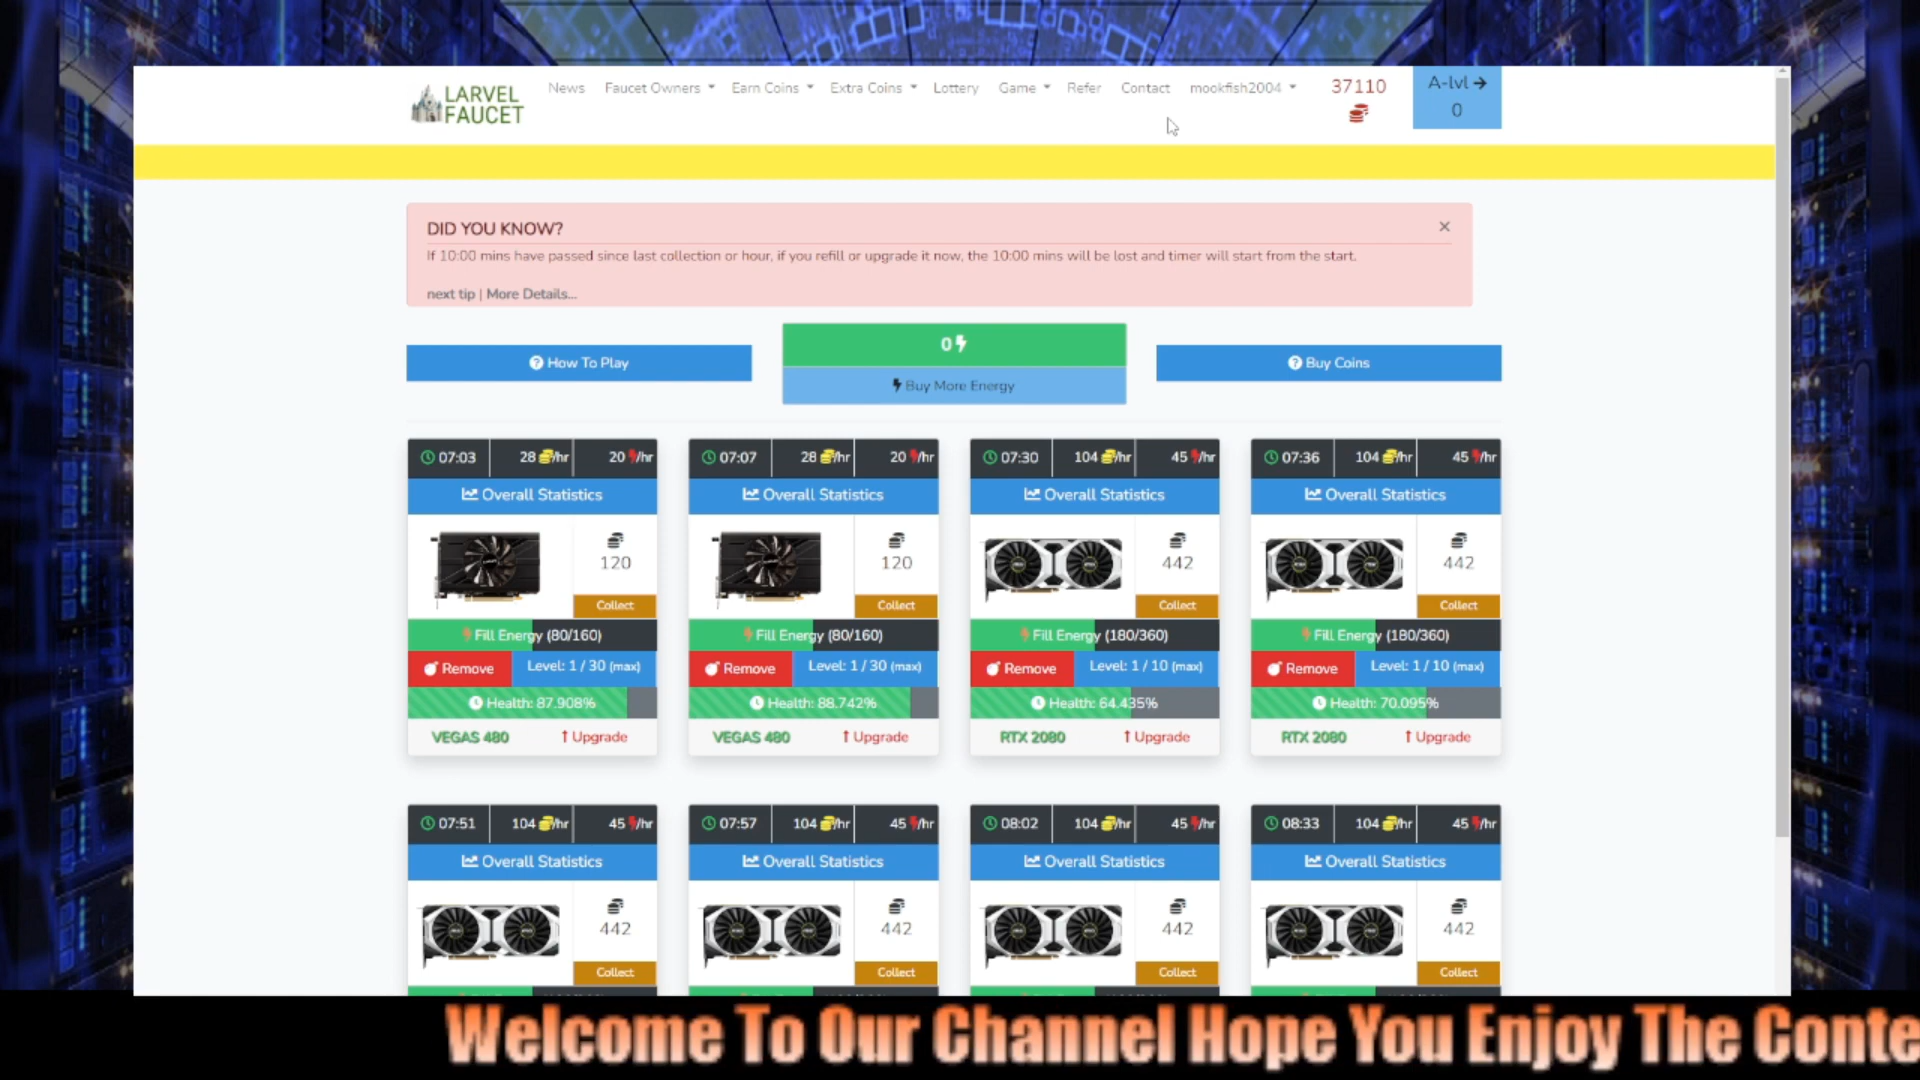 LARVEL
FAUCET
News Faucet Owners Earn Coins Extra Coins Lottery Game Refer Contact mookfish2004 37110 A-lvl
0
DID YOU KNOW? ×
If 10:00 mins have passed since last collection or hour, if you refill or upgrade it now, the 10:00 mins will be lost and timer will start from the start.
next tip | More Details...
How To Play 0 Buy Coins
Buy More Energy
07:03 28 /hr 20 /hr
Overall Statistics
120
Collect
Fill Energy (80/160)
Remove Level: 1 / 30 (max)
Health: 87.908%
VEGAS 480 Upgrade
07:07 28 /hr 20 /hr
Overall Statistics
120
Collect
Fill Energy (80/160)
Remove Level: 1 / 30 (max)
Health: 88.742%
VEGAS 480 Upgrade
07:30 104 /hr 45 /hr
Overall Statistics
442
Collect
Fill Energy (180/360)
Remove Level: 1 / 10 (max)
Health: 64.435%
RTX 2080 Upgrade
07:36 104 /hr 45 /hr
Overall Statistics
442
Collect
Fill Energy (180/360)
Remove Level: 1 / 10 (max)
Health: 70.095%
RTX 2080 Upgrade
07:51 104 /hr 45 /hr
Overall Statistics
442
Collect
07:57 104 /hr 45 /hr
Overall Statistics
442
Collect
08:02 104 /hr 45 /hr
Overall Statistics
442
Collect
08:33 104 /hr 45 /hr
Overall Statistics
442
Collect
Welcome To Our Channel Hope You Enjoy The Conte